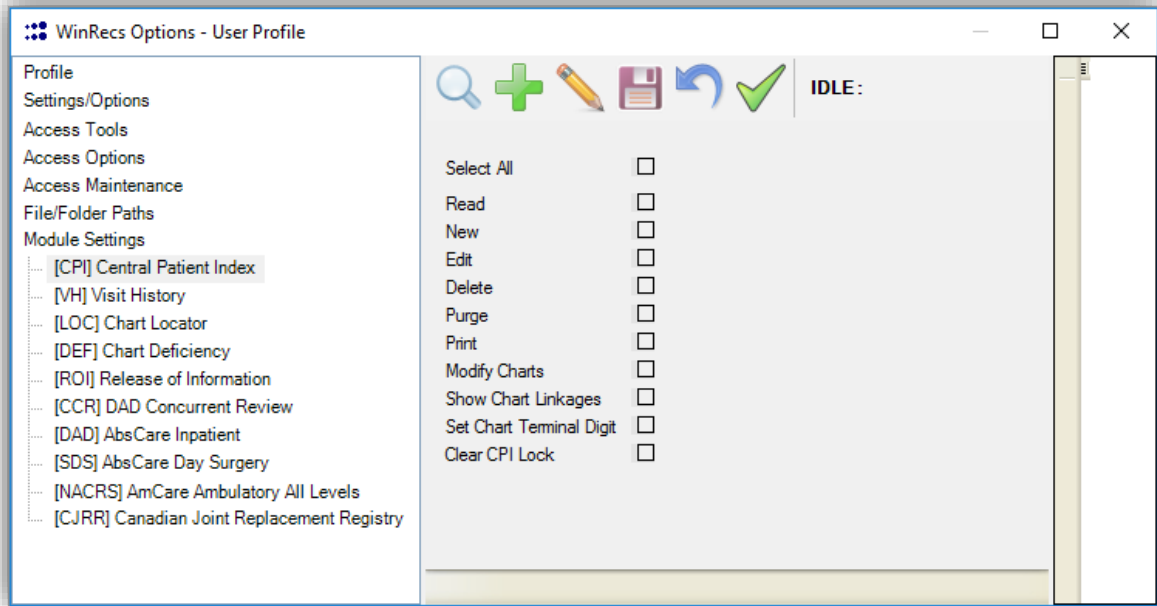 WinRecs Options - User Profile
Profile
Settings/Options
Access Tools
Access Options
Access Maintenance
File/Folder Paths
Module Settings
[CPI] Central Patient Index
[VH] Visit History
[LOC] Chart Locator
[DEF] Chart Deficiency
[ROI] Release of Information
[CCR] DAD Concurrent Review
[DAD] AbsCare Inpatient
[SDS] AbsCare Day Surgery
[NACRS] AmCare Ambulatory All Levels
[CJRR] Canadian Joint Replacement Registry
IDLE:
Select All
Read
New
Edit
Delete
Purge
Print
Modify Charts
Show Chart Linkages
Set Chart Terminal Digit
Clear CPI Lock